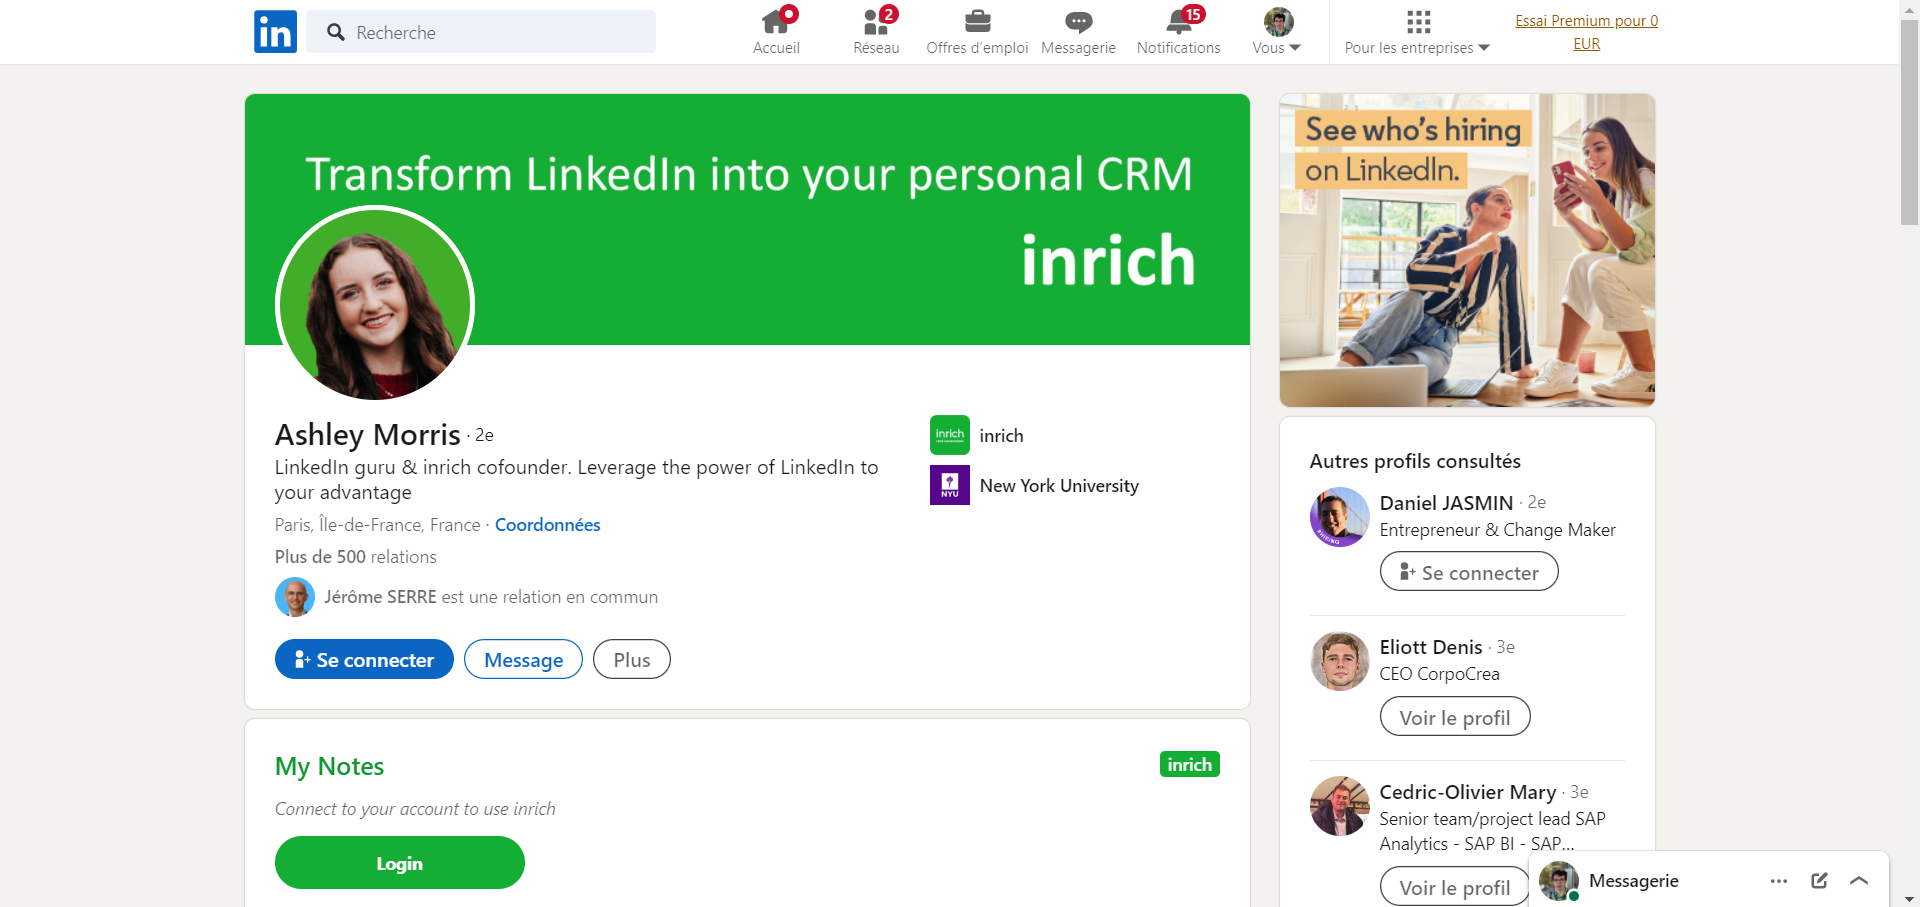 in
Recherche
Accueil
2
Réseau
Offres d'emploi
Messagerie
15
Notifications
Vous
Pour les entreprises
Essai Premium pour 0
EUR
Transform LinkedIn into your personal CRM
inrich
Ashley Morris · 2e
LinkedIn guru & inrich cofounder. Leverage the power of LinkedIn to
your advantage
Paris, Île-de-France, France · Coordonnées
Plus de 500 relations
Jérôme SERRE est une relation en commun
Se connecter
Message
Plus
inrich
inrich
NYU
New York University
My Notes
inrich
Connect to your account to use inrich
Login
See who's hiring
on LinkedIn.
Autres profils consultés
Daniel JASMIN · 2e
Entrepreneur & Change Maker
Se connecter
Eliott Denis · 3e
CEO CorpoCrea
Voir le profil
Cedric-Olivier Mary · 3e
Senior team/project lead SAP
Analytics - SAP BI - SAP...
Voir le profil
Messagerie